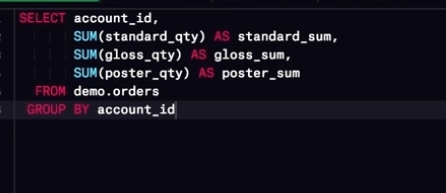 SELECT account_id,
SUM(standard_qty) AS standard_sum,
SUM(gloss_qty) AS gloss_sum,
SUM(poster_qty) AS poster_sum
FROM demo.orders
GROUP BY account_id